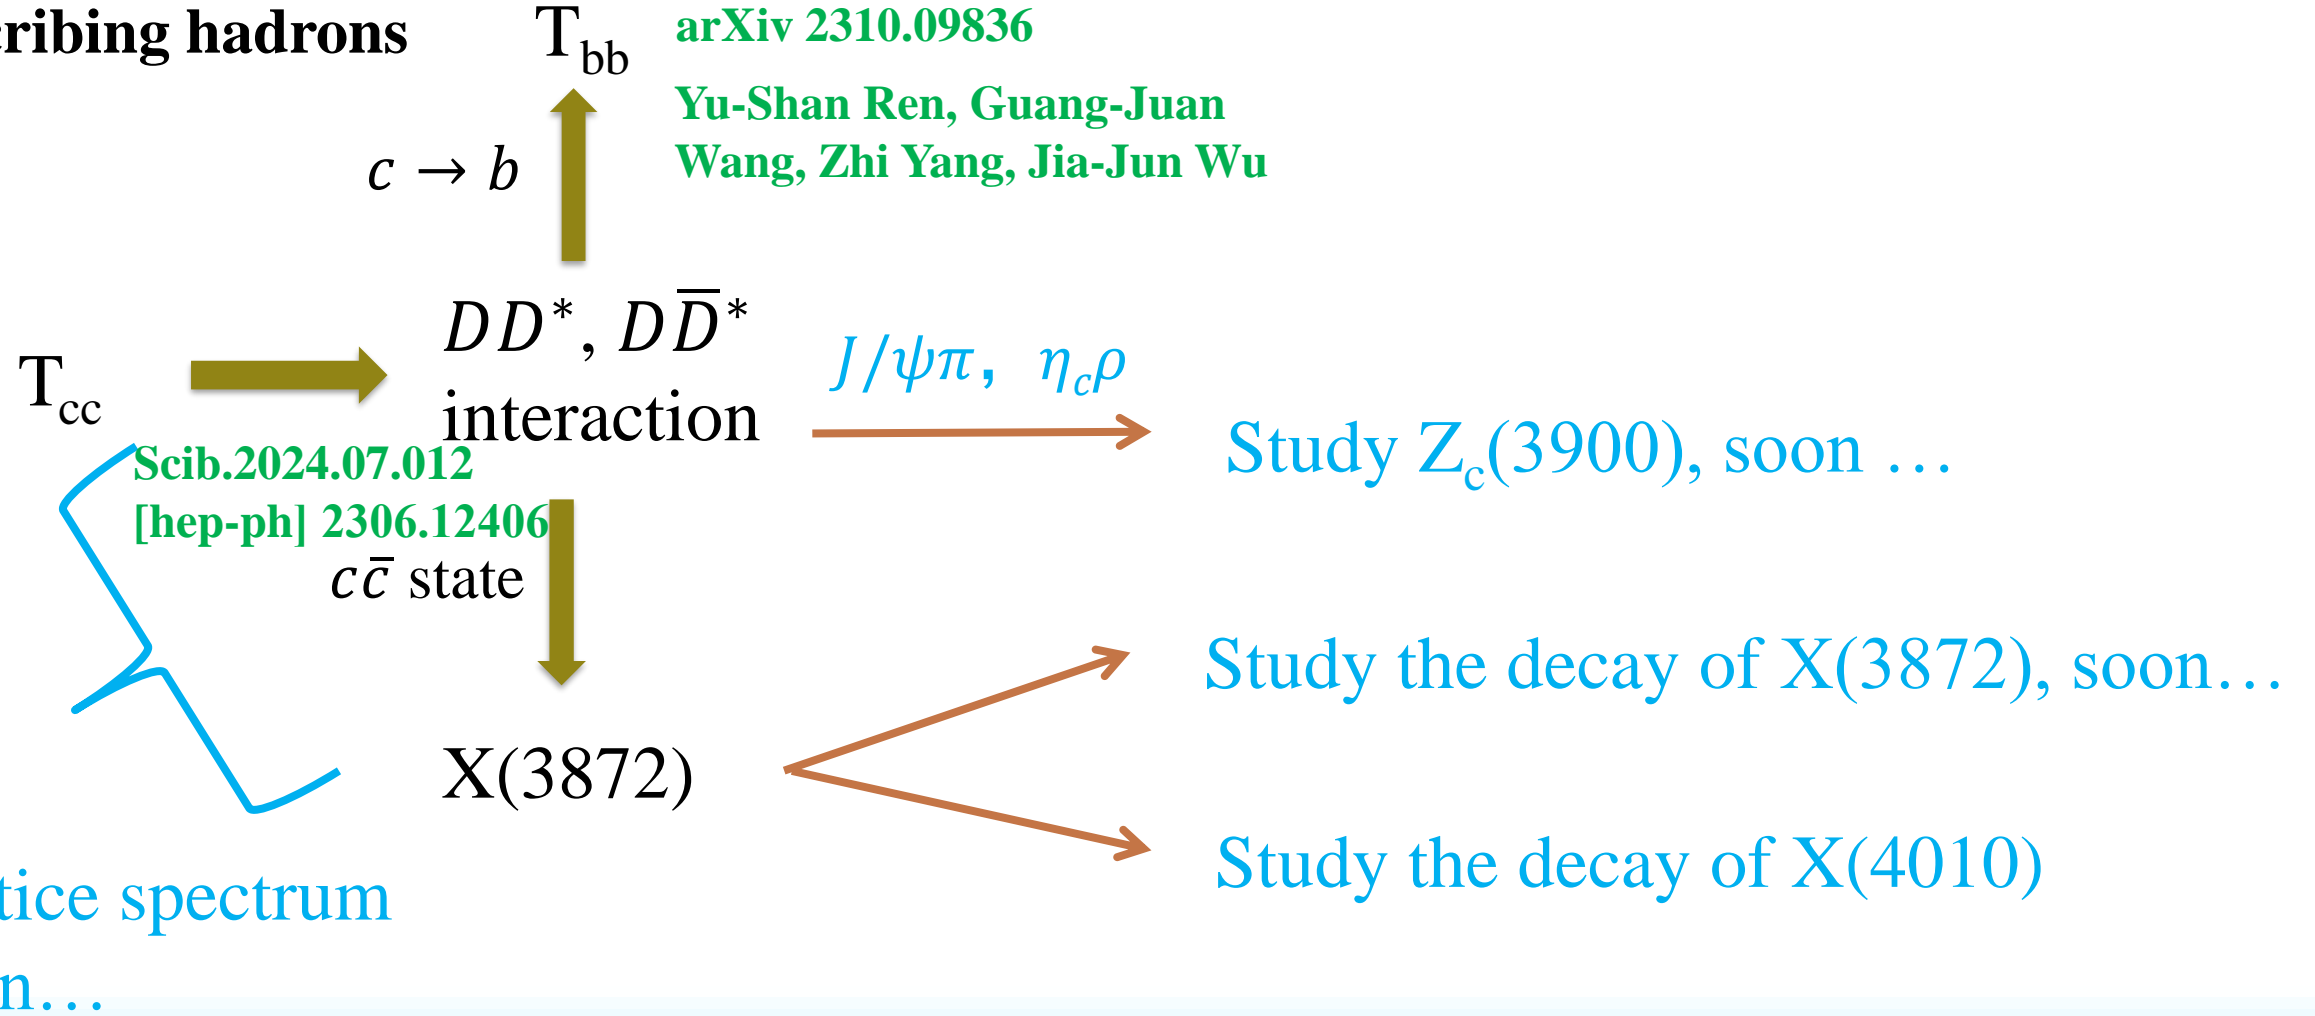 ribing hadrons
T_bb
arXiv 2310.09836
Yu-Shan Ren, Guang-Juan
Wang, Zhi Yang, Jia-Jun Wu
c → b
DD*, DD̅*
interaction
T_cc
J/ψπ, η_cρ
Study Z_c(3900), soon …
Scib.2024.07.012
[hep-ph] 2306.12406
cc̅ state
Study the decay of X(3872), soon…
X(3872)
Study the decay of X(4010)
tice spectrum
n…